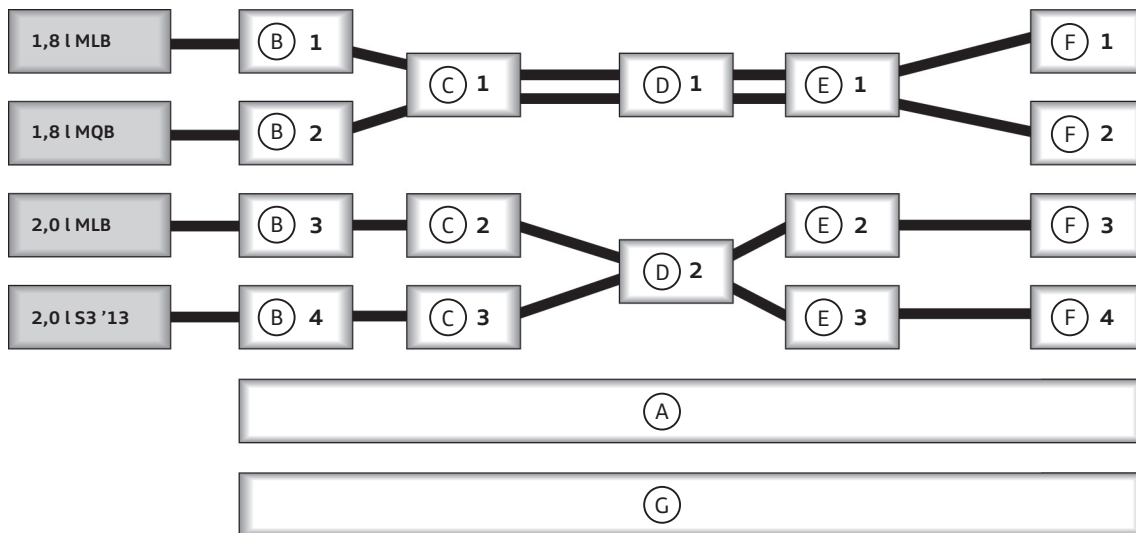 1,8 l MLB B 1 F 1
C 1 D 1 E 1
1,8 l MQB B 2 F 2
2,0 l MLB B 3 C 2 E 2 F 3
D 2
2,0 l S3 ’13 B 4 C 3 E 3 F 4
A
G